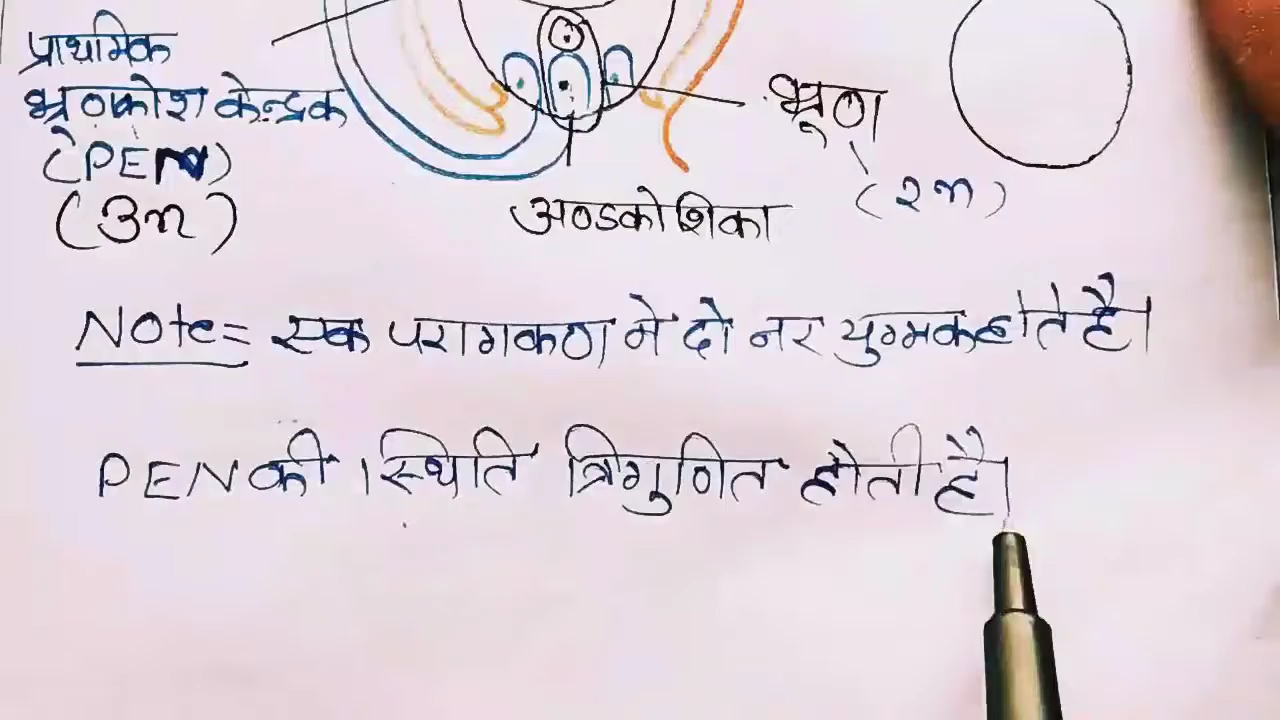 प्राथमिक
भ्रूणकोश केन्द्रक
(PEN)
(3n)
भ्रूण
(2n)
अण्डकोशिका
Note= एक परागकण मे दो नर युग्मक होते है।
PEN की स्थिति त्रिगुणित होती है।